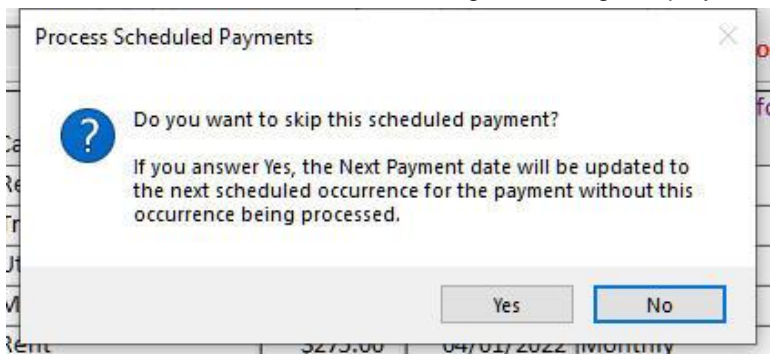 Process Scheduled Payments
Do you want to skip this scheduled payment?
If you answer Yes, the Next Payment date will be updated to
the next scheduled occurrence for the payment without this
occurrence being processed.
Yes No
Rent $275.00 04/01/2022 Monthly